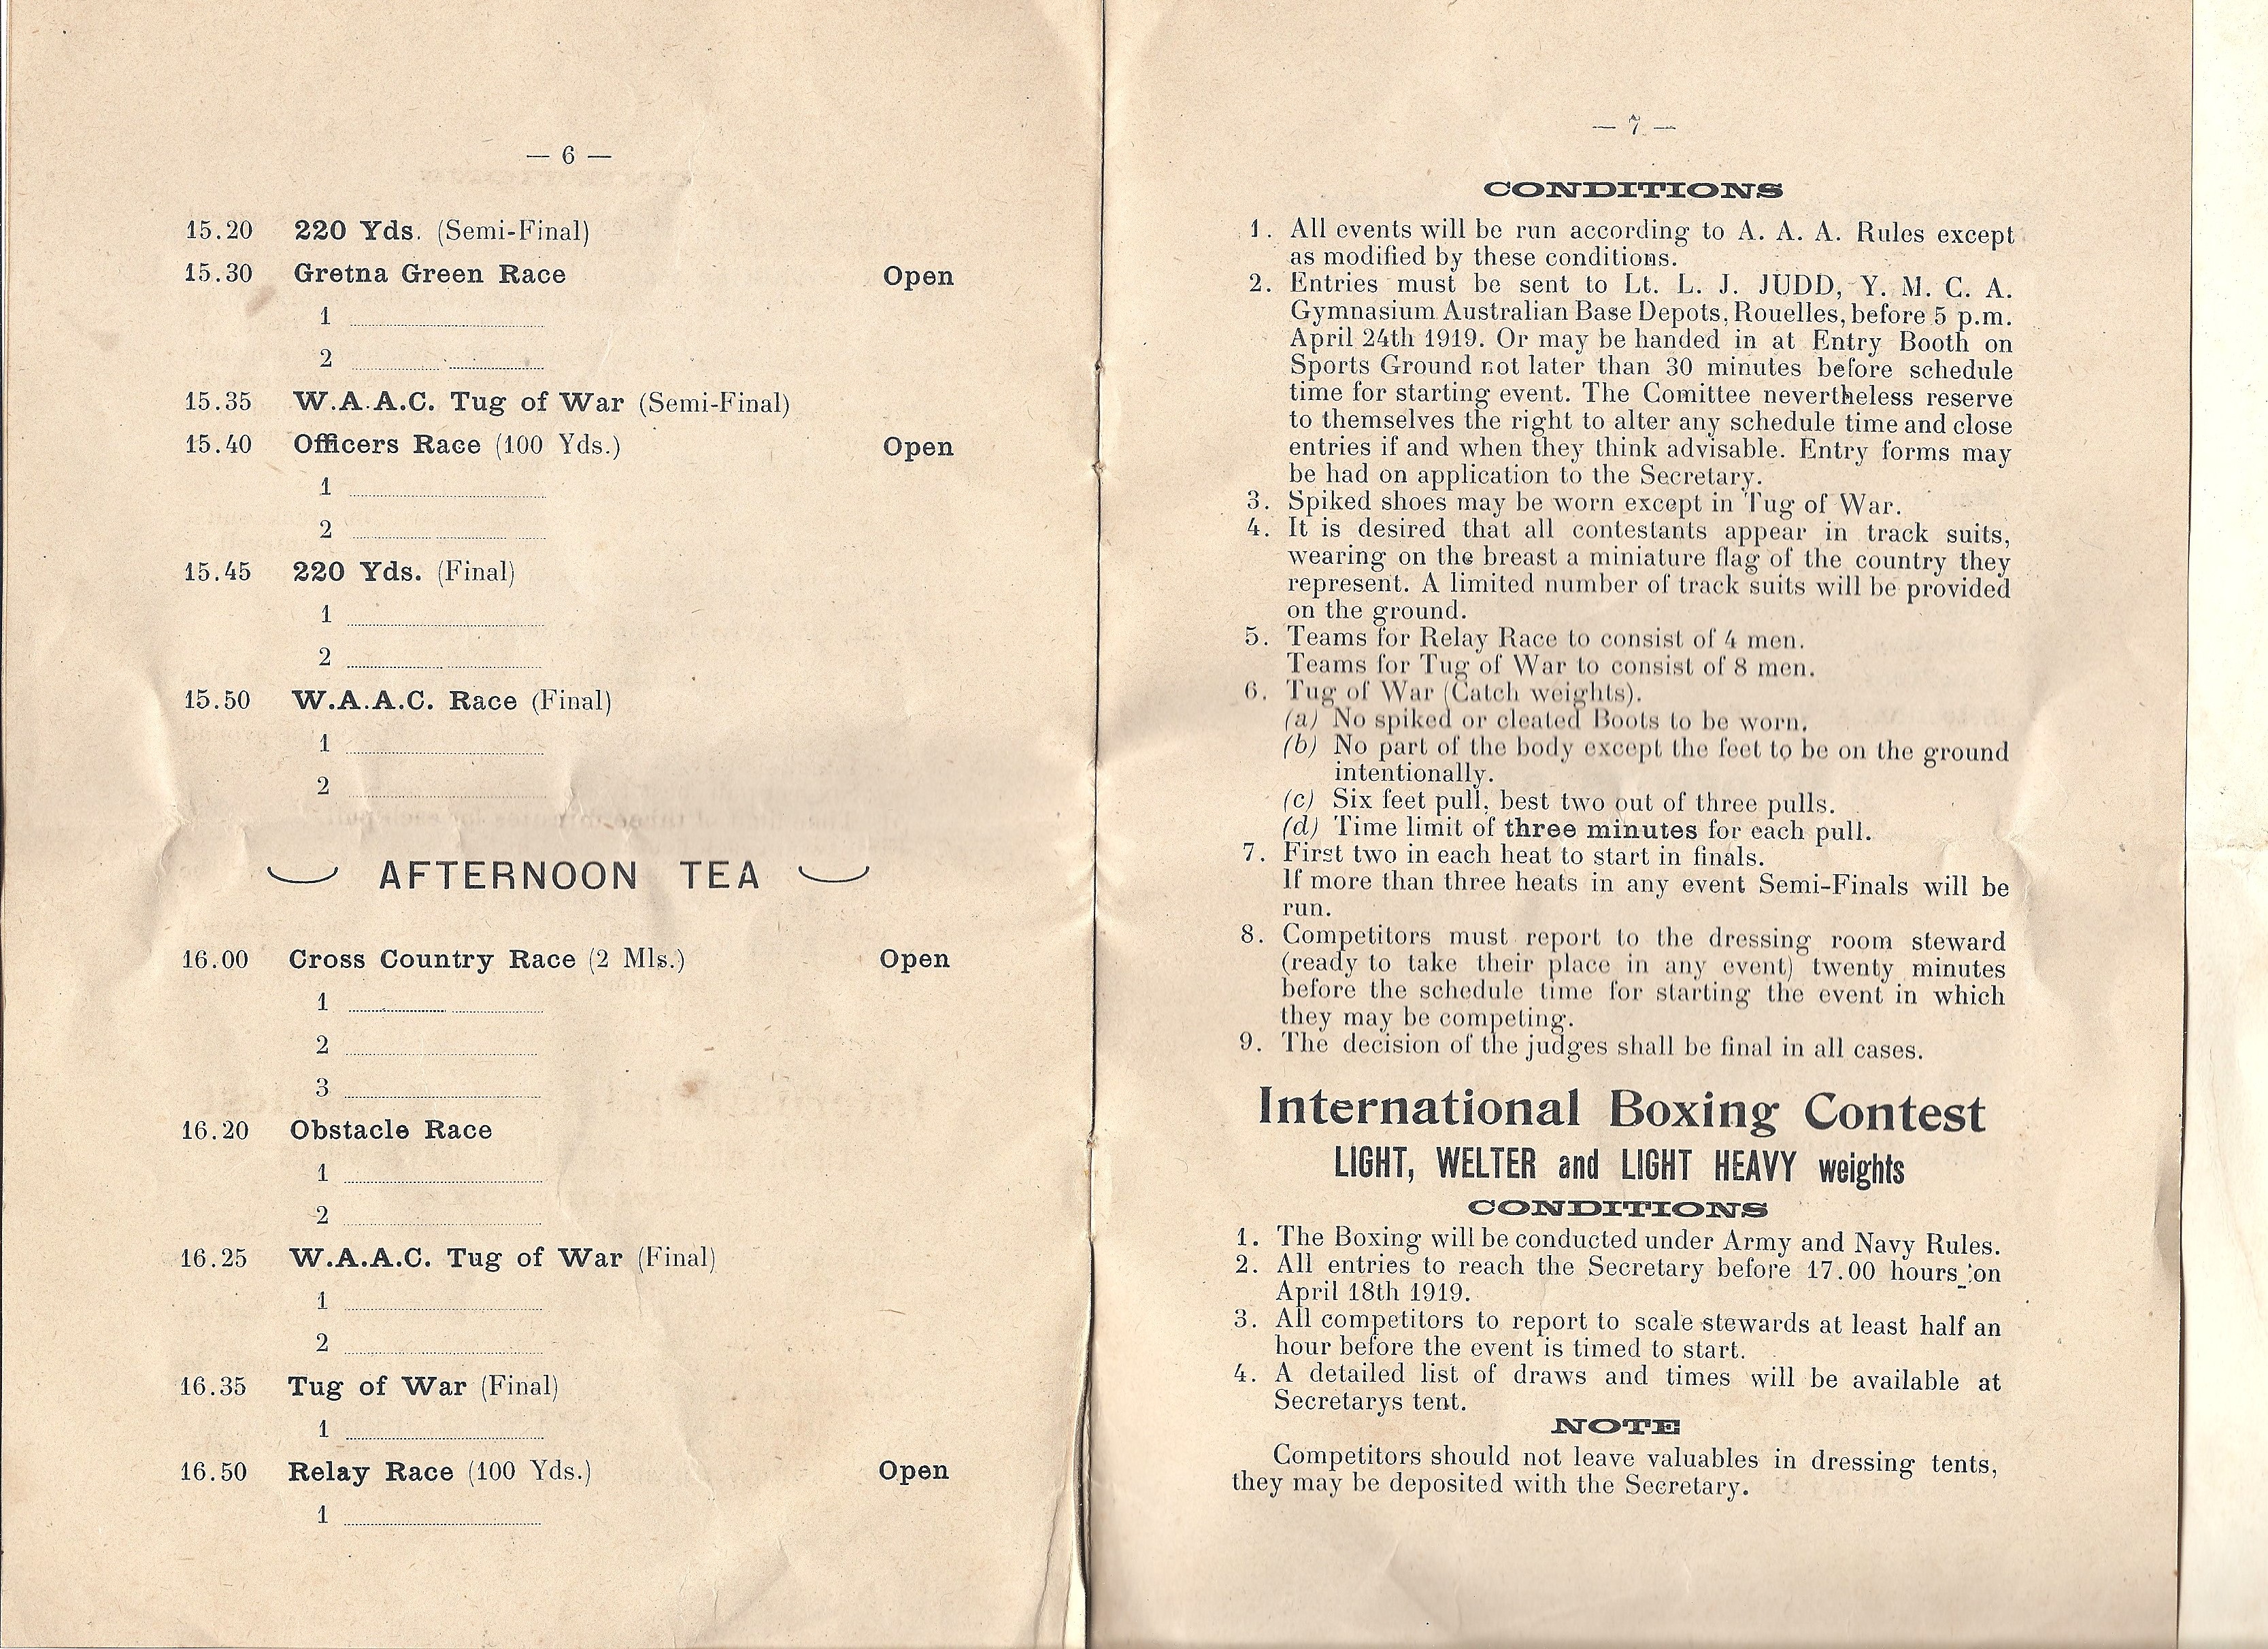 — 6 —
15.20 220 Yds. (Semi-Final)
15.30 Gretna Green Race Open
1
2
15.35 W.A.A.C. Tug of War (Semi-Final)
15.40 Officers Race (100 Yds.) Open
1
2
15.45 220 Yds. (Final)
1
2
15.50 W.A.A.C. Race (Final)
1
2
AFTERNOON TEA
16.00 Cross Country Race (2 Mls.) Open
1
2
3
16.20 Obstacle Race
1
2
16.25 W.A.A.C. Tug of War (Final)
1
2
16.35 Tug of War (Final)
1
16.50 Relay Race (100 Yds.) Open
1
— 7 —
CONDITIONS
1. All events will be run according to A. A. A. Rules except
as modified by these conditions.
2. Entries must be sent to Lt. L. J. JUDD, Y. M. C. A.
Gymnasium Australian Base Depots, Rouelles, before 5 p.m.
April 24th 1919. Or may be handed in at Entry Booth on
Sports Ground not later than 30 minutes before schedule
time for starting event. The Comittee nevertheless reserve
to themselves the right to alter any schedule time and close
entries if and when they think advisable. Entry forms may
be had on application to the Secretary.
3. Spiked shoes may be worn except in Tug of War.
4. It is desired that all contestants appear in track suits,
wearing on the breast a miniature flag of the country they
represent. A limited number of track suits will be provided
on the ground.
5. Teams for Relay Race to consist of 4 men.
Teams for Tug of War to consist of 8 men.
6. Tug of War (Catch weights).
(a) No spiked or cleated Boots to be worn.
(b) No part of the body except the feet to be on the ground
intentionally.
(c) Six feet pull, best two out of three pulls.
(d) Time limit of three minutes for each pull.
7. First two in each heat to start in finals.
If more than three heats in any event Semi-Finals will be
run.
8. Competitors must report to the dressing room steward
(ready to take their place in any event) twenty minutes
before the schedule time for starting the event in which
they may be competing.
9. The decision of the judges shall be final in all cases.
International Boxing Contest
LIGHT, WELTER and LIGHT HEAVY weights
CONDITIONS
1. The Boxing will be conducted under Army and Navy Rules.
2. All entries to reach the Secretary before 17.00 hours on
April 18th 1919.
3. All competitors to report to scale stewards at least half an
hour before the event is timed to start.
4. A detailed list of draws and times will be available at
Secretarys tent.
NOTE
Competitors should not leave valuables in dressing tents,
they may be deposited with the Secretary.